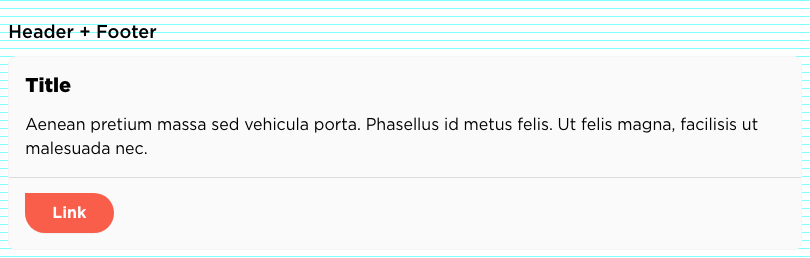 Header + Footer
Title
Aenean pretium massa sed vehicula porta. Phasellus id metus felis. Ut felis magna, facilisis ut
malesuada nec.
Link